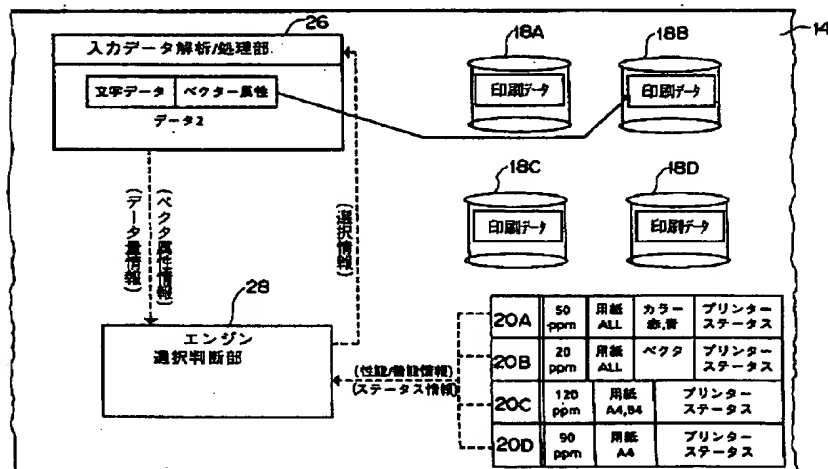 26
入力データ解析/処理部
文字データ ベクター属性
データ2
18A
印刷データ
18B
印刷データ
14
18C
印刷データ
18D
印刷データ
(ベクタ属性情報)
(データ量情報)
(選択情報)
28
エンジン
選択判断部
(性能/機能情報)
(ステータス情報)
20A 50 ppm 用紙 ALL カラー 赤,青 プリンター ステータス
20B 20 ppm 用紙 ALL ベクタ プリンター ステータス
20C 120 ppm 用紙 A4,B4 プリンター ステータス
20D 90 ppm 用紙 A4 プリンター ステータス